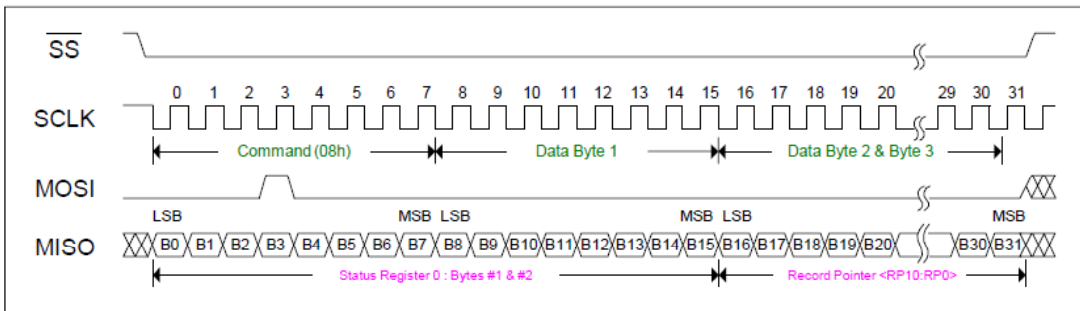 SS
0 1 2 3 4 5 6 7 8 9 10 11 12 13 14 15 16 17 18 19 20 29 30 31
SCLK
Command (08h) Data Byte 1 Data Byte 2 & Byte 3
MOSI
LSB MSB LSB MSB LSB MSB
MISO B0 B1 B2 B3 B4 B5 B6 B7 B8 B9 B10 B11 B12 B13 B14 B15 B16 B17 B18 B19 B20 B30 B31
Status Register 0 : Bytes #1 & #2 Record Pointer <RP10:RP0>